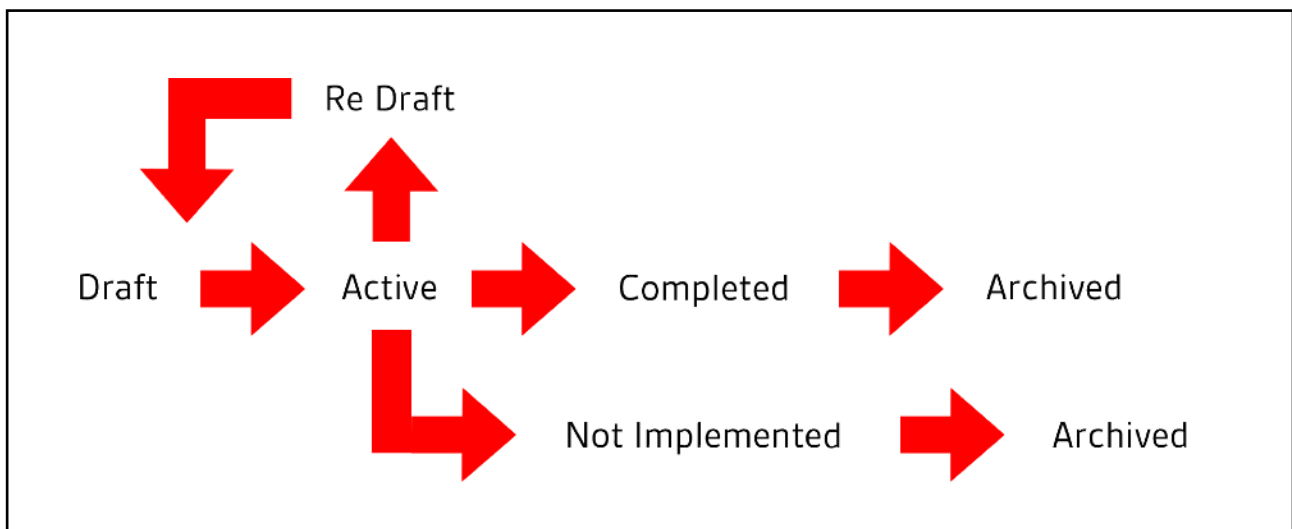 Re Draft
Draft
Active
Completed
Archived
Not Implemented
Archived